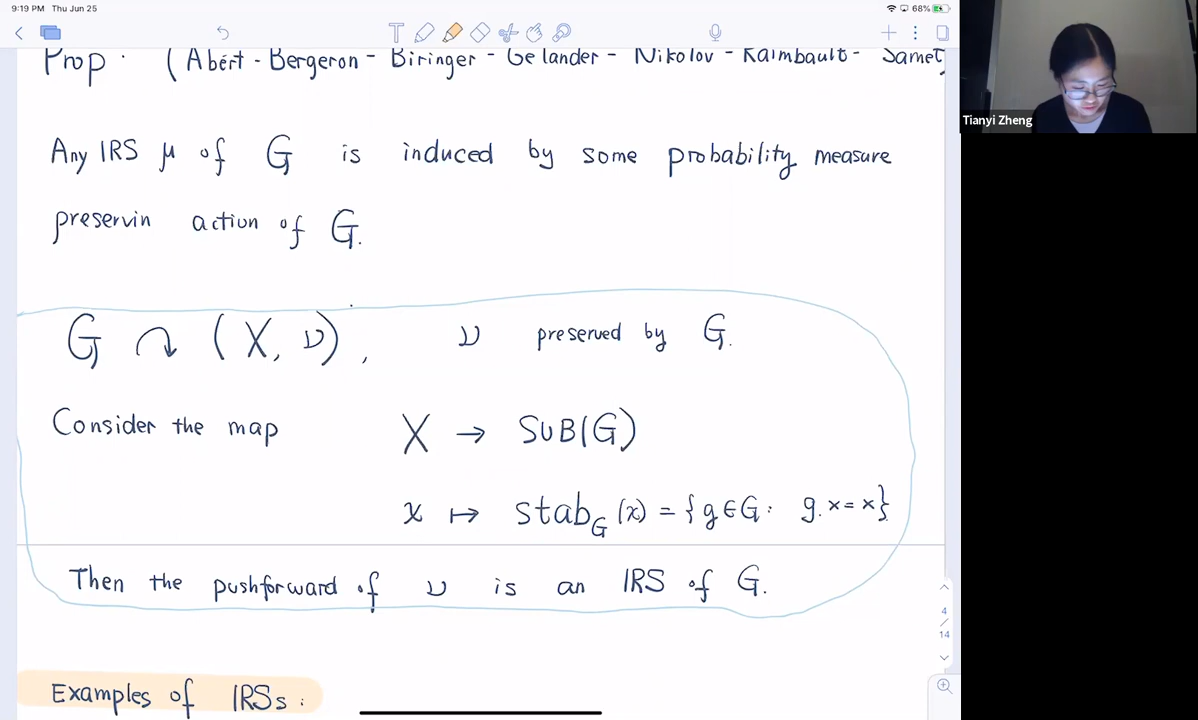 9:19 PM Thu Jun 25
68%
Prop. (Abért - Bergeron - Biringer - Gelander - Nikolov - Raimbault - Samet
Any IRS μ of G is induced by some probability measure
preservin action of G.
G ↷ (X, ν), ν preserved by G.
Consider the map X → SUB(G)
x ↦ stab_G (x) = {g ∈ G : g.x = x}
Then the pushforward of ν is an IRS of G.
Examples of IRSs :
4
/
14
Tianyi Zheng